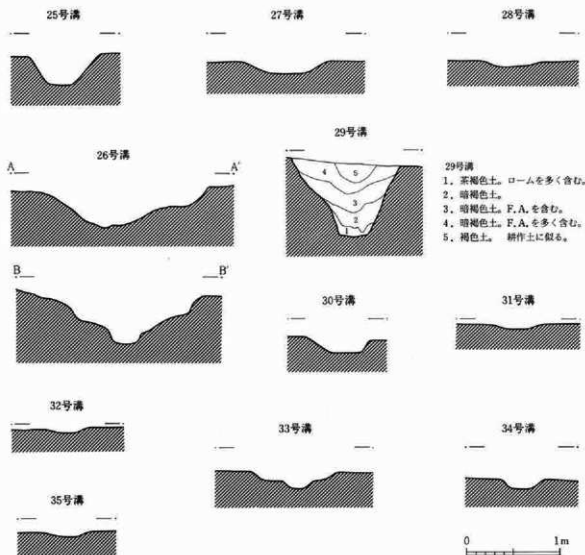 25号溝
27号溝
28号溝
26号溝
A
A'
29号溝
4
5
3
2
1
29号溝
1. 茶褐色土。ロームを多く含む。
2. 暗褐色土。
3. 暗褐色土。F.A.を含む。
4. 暗褐色土。F.A.を多く含む。
5. 褐色土。 耕作土に似る。
B
B'
30号溝
31号溝
32号溝
33号溝
34号溝
35号溝
0
1m